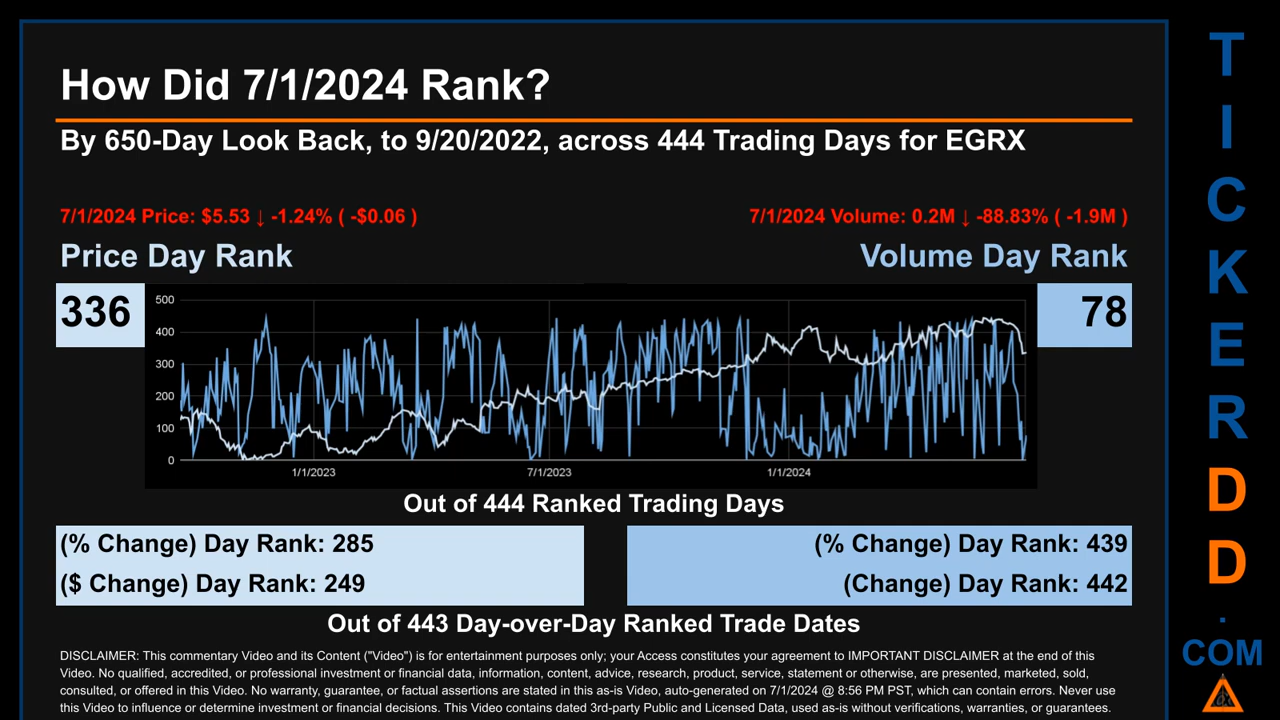 How Did 7/1/2024 Rank?
By 650-Day Look Back, to 9/20/2022, across 444 Trading Days for EGRX
7/1/2024 Price: $5.53 ↓ -1.24% ( -$0.06 )
7/1/2024 Volume: 0.2M ↓ -88.83% ( -1.9M )
Price Day Rank
Volume Day Rank
336
78
500
400
300
200
100
0
1/1/2023
7/1/2023
1/1/2024
Out of 444 Ranked Trading Days
(% Change) Day Rank: 285
($ Change) Day Rank: 249
(% Change) Day Rank: 439
(Change) Day Rank: 442
Out of 443 Day-over-Day Ranked Trade Dates
DISCLAIMER: This commentary Video and its Content ("Video") is for entertainment purposes only; your Access constitutes your agreement to IMPORTANT DISCLAIMER at the end of this
Video. No qualified, accredited, or professional investment or financial data, information, content, advice, research, product, service, statement or otherwise, are presented, marketed, sold,
consulted, or offered in this Video. No warranty, guarantee, or factual assertions are stated in this as-is Video, auto-generated on 7/1/2024 @ 8:56 PM PST, which can contain errors. Never use
this Video to influence or determine investment or financial decisions. This Video contains dated 3rd-party Public and Licensed Data, used as-is without verifications, warranties, or guarantees.
T
I
C
K
E
R
D
D
.
COM